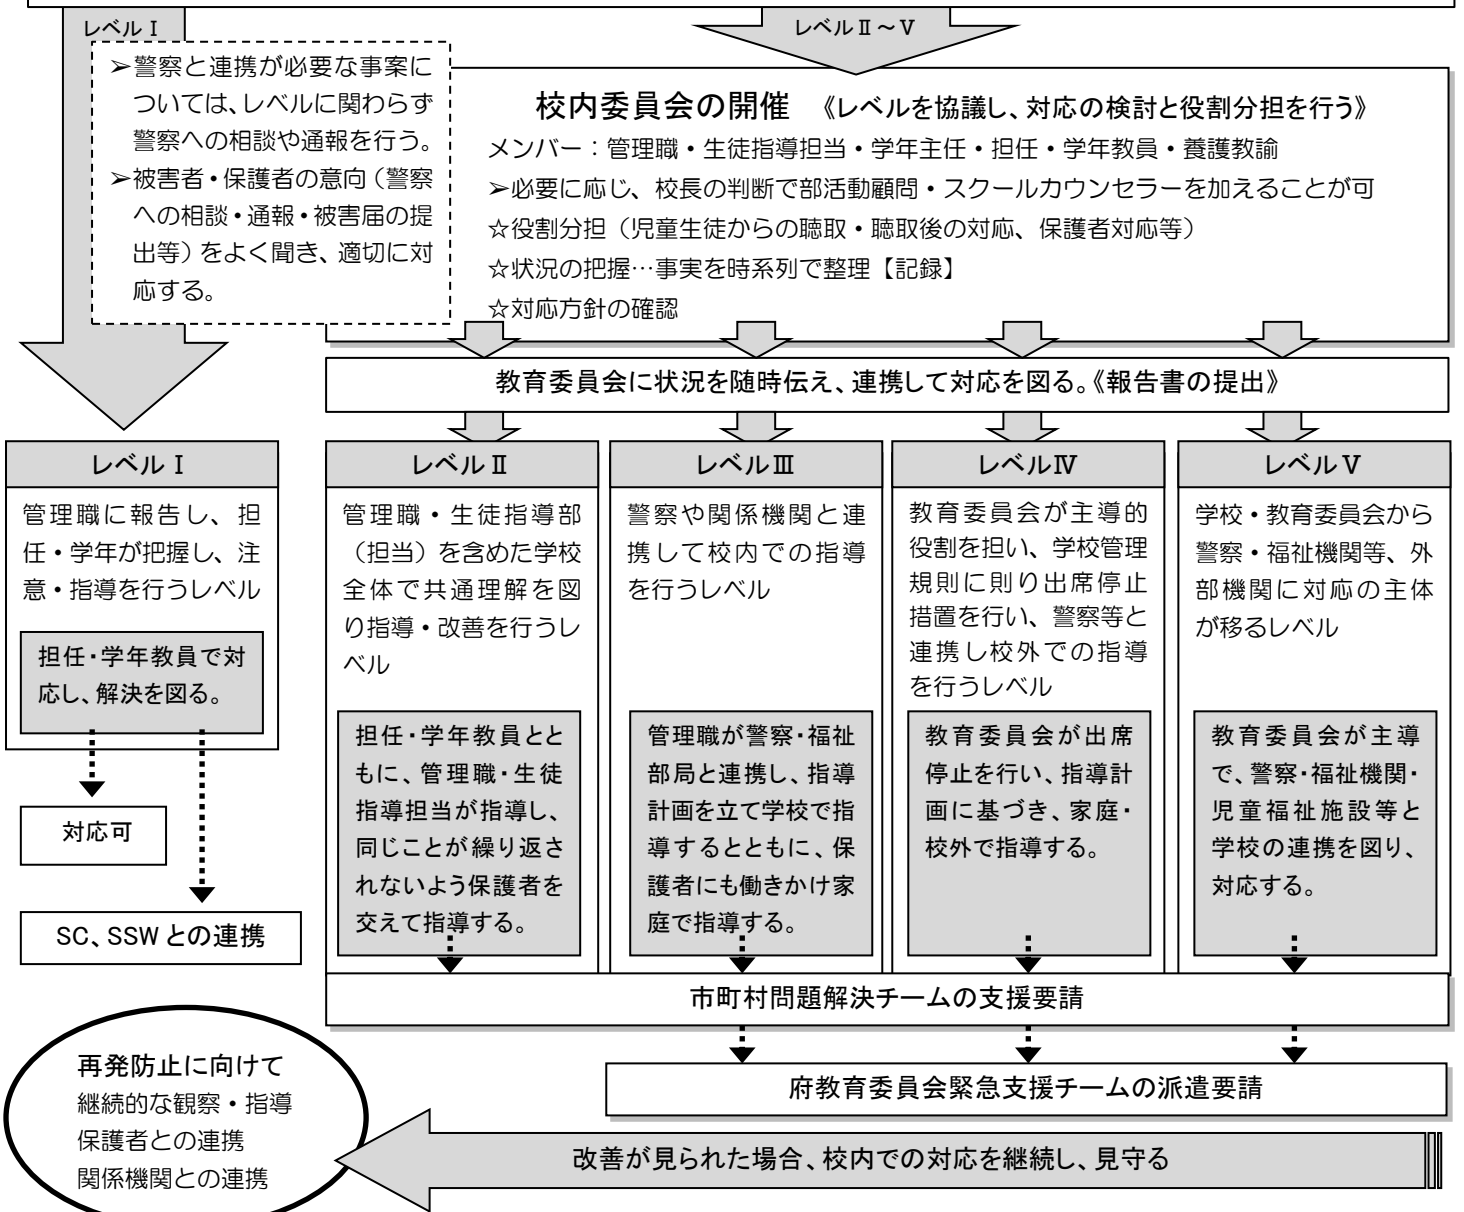 レベルⅠ
レベルⅡ～Ⅴ
➢警察と連携が必要な事案に
ついては、レベルに関わらず
警察への相談や通報を行う。
➢被害者・保護者の意向（警察
への相談・通報・被害届の提
出等）をよく聞き、適切に対
応する。
校内委員会の開催　《レベルを協議し、対応の検討と役割分担を行う》
メンバー：管理職・生徒指導担当・学年主任・担任・学年教員・養護教諭
➢必要に応じ、校長の判断で部活動顧問・スクールカウンセラーを加えることが可
☆役割分担（児童生徒からの聴取・聴取後の対応、保護者対応等）
☆状況の把握…事実を時系列で整理【記録】
☆対応方針の確認
教育委員会に状況を随時伝え、連携して対応を図る。《報告書の提出》
レベルⅠ
管理職に報告し、担
任・学年が把握し、注
意・指導を行うレベル
担任・学年教員で対
応し、解決を図る。
対応可
SC、SSWとの連携
レベルⅡ
管理職・生徒指導部
（担当）を含めた学校
全体で共通理解を図
り指導・改善を行うレ
ベル
担任・学年教員とと
もに、管理職・生徒
指導担当が指導し、
同じことが繰り返さ
れないよう保護者を
交えて指導する。
レベルⅢ
警察や関係機関と連
携して校内での指導
を行うレベル
管理職が警察・福祉
部局と連携し、指導
計画を立て学校で指
導するとともに、保
護者にも働きかけ家
庭で指導する。
レベルⅣ
教育委員会が主導的
役割を担い、学校管理
規則に則り出席停止
措置を行い、警察等と
連携し校外での指導
を行うレベル
教育委員会が出席
停止を行い、指導計
画に基づき、家庭・
校外で指導する。
レベルⅤ
学校・教育委員会から
警察・福祉機関等、外
部機関に対応の主体
が移るレベル
教育委員会が主導
で、警察・福祉機関・
児童福祉施設等と
学校の連携を図り、
対応する。
市町村問題解決チームの支援要請
府教育委員会緊急支援チームの派遣要請
再発防止に向けて
継続的な観察・指導
保護者との連携
関係機関との連携
改善が見られた場合、校内での対応を継続し、見守る